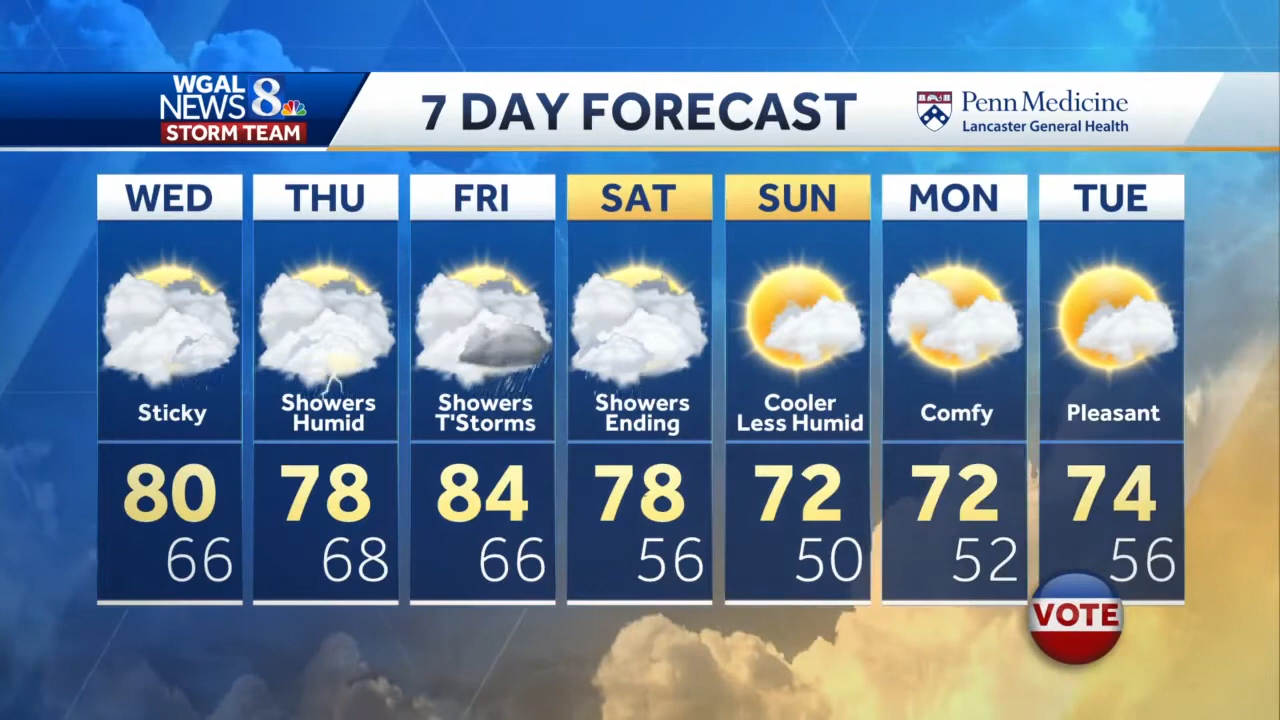 WGAL
NEWS 8
STORM TEAM
7 DAY FORECAST
Penn Medicine
Lancaster General Health
WED
THU
FRI
SAT
SUN
MON
TUE
Sticky
Showers
Humid
Showers
T'Storms
Showers
Ending
Cooler
Less Humid
Comfy
Pleasant
80
78
84
78
72
72
74
66
68
66
56
50
52
56
VOTE